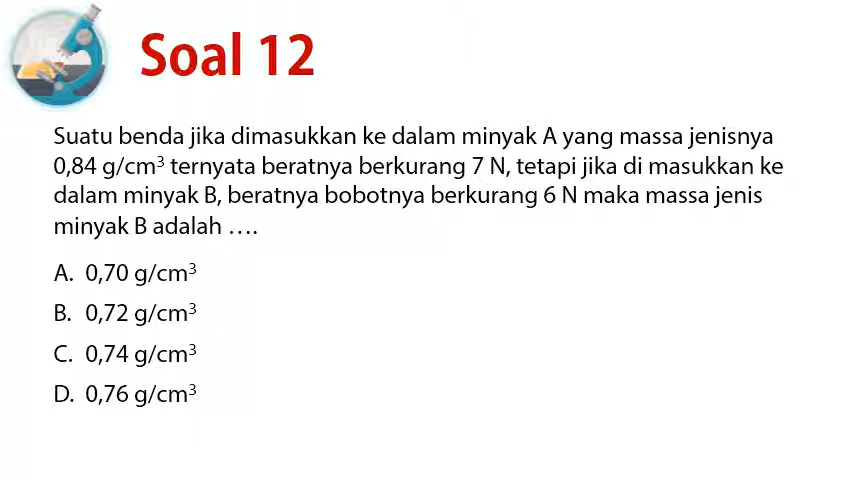 Soal 12
Suatu benda jika dimasukkan ke dalam minyak A yang massa jenisnya
0,84 g/cm³ ternyata beratnya berkurang 7 N, tetapi jika di masukkan ke
dalam minyak B, beratnya bobotnya berkurang 6 N maka massa jenis
minyak B adalah ….
A. 0,70 g/cm³
B. 0,72 g/cm³
C. 0,74 g/cm³
D. 0,76 g/cm³